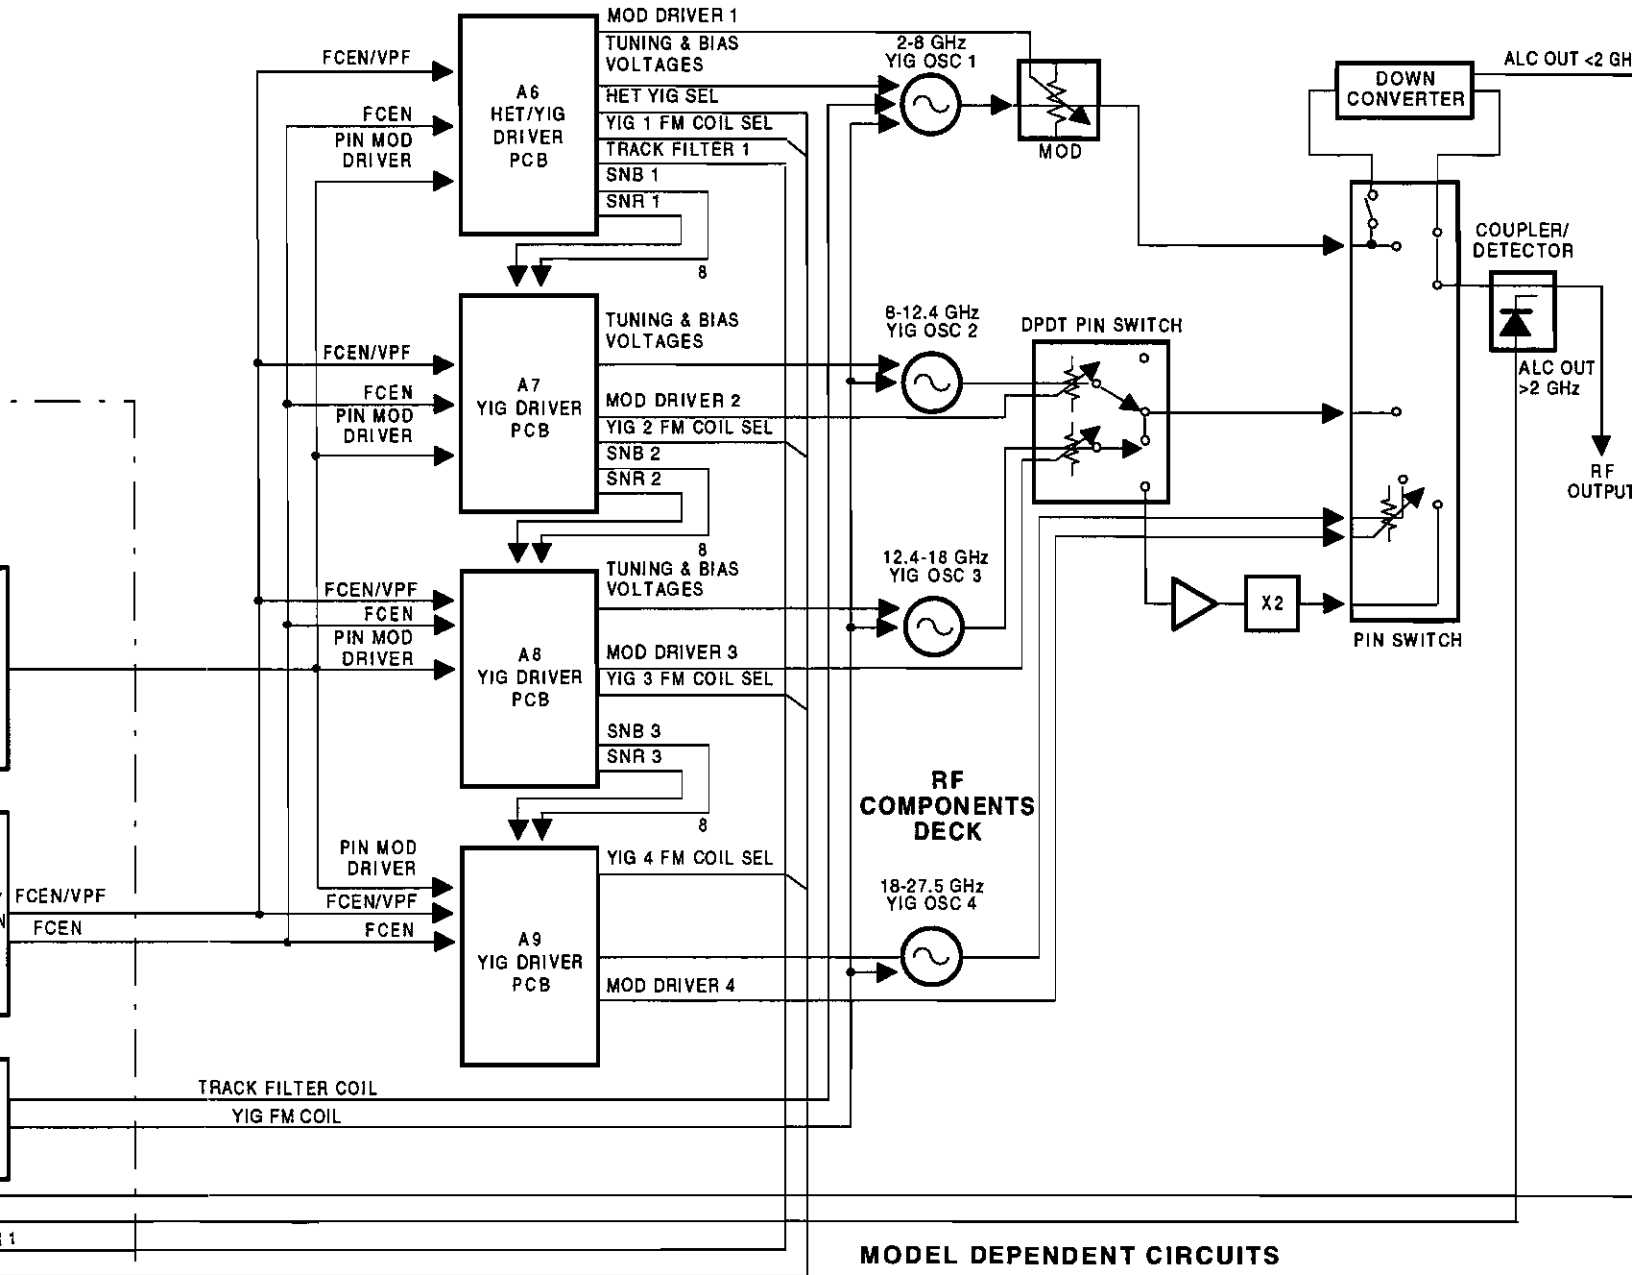 MOD DRIVER 1
TUNING & BIAS
VOLTAGES
HET YIG SEL
YIG 1 FM COIL SEL
TRACK FILTER 1
SNB 1
SNR 1
8
FCEN/VPF
FCEN
PIN MOD
DRIVER
A6
HET/YIG
DRIVER
PCB
2-8 GHz
YIG OSC 1
MOD
DOWN
CONVERTER
ALC OUT <2 GH
COUPLER/
DETECTOR
ALC OUT
>2 GHz
RF
OUTPUT
PIN SWITCH
FCEN/VPF
FCEN
PIN MOD
DRIVER
A7
YIG DRIVER
PCB
TUNING & BIAS
VOLTAGES
MOD DRIVER 2
YIG 2 FM COIL SEL
SNB 2
SNR 2
8
8-12.4 GHz
YIG OSC 2
DPDT PIN SWITCH
X2
FCEN/VPF
FCEN
PIN MOD
DRIVER
A8
YIG DRIVER
PCB
TUNING & BIAS
VOLTAGES
MOD DRIVER 3
YIG 3 FM COIL SEL
SNB 3
SNR 3
8
12.4-18 GHz
YIG OSC 3
RF
COMPONENTS
DECK
PIN MOD
DRIVER
FCEN/VPF
FCEN
A9
YIG DRIVER
PCB
YIG 4 FM COIL SEL
MOD DRIVER 4
18-27.5 GHz
YIG OSC 4
FCEN/VPF
FCEN
TRACK FILTER COIL
YIG FM COIL
1
MODEL DEPENDENT CIRCUITS